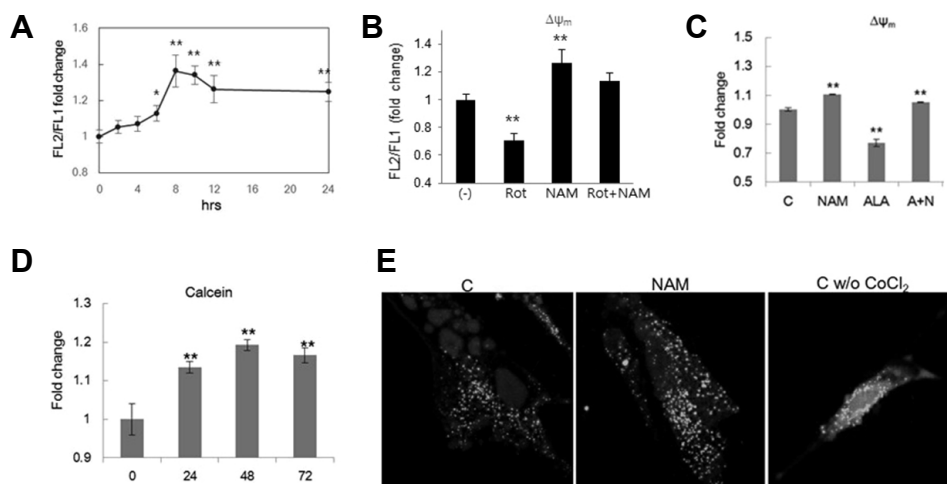 A
FL2/FL1 fold change
1.6
1.4
1.2
1
0.8
*
**
**
**
**
0 4 8 12 16 20 24
hrs
B
Δψm
FL2/FL1 (fold change)
1.4
1.2
1.0
0.8
0.6
0.4
**
**
(-) Rot NAM Rot+NAM
C
Δψm
Fold change
1.5
1.3
1.1
0.9
0.7
0.5
**
**
**
C NAM ALA A+N
D
Calcein
Fold change
1.3
1.2
1.1
1
0.9
**
**
**
0 24 48 72
E
C NAM C w/o CoCl₂